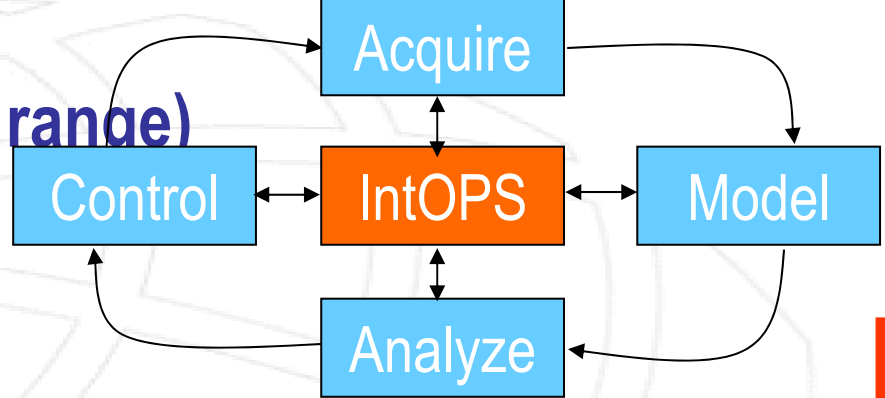 Acquire
range)
Control
IntOPS
Model
Analyze